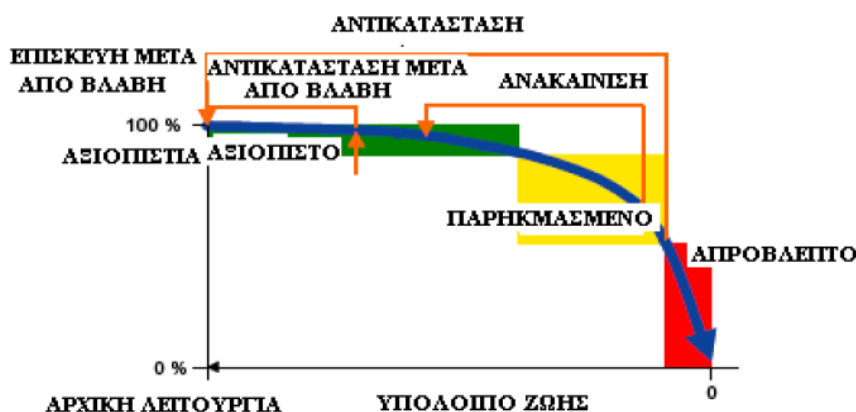 ΑΝΤΙΚΑΤΑΣΤΑΣΗ
ΕΠΙΣΚΕΥΗ ΜΕΤΑ
ΑΠΟ ΒΛΑΒΗ
ΑΝΤΙΚΑΤΑΣΤΑΣΗ ΜΕΤΑ
ΑΠΟ ΒΛΑΒΗ
ΑΝΑΚΑΙΝΙΣΗ
100 %
ΑΞΙΟΠΙΣΤΙΑ
ΑΞΙΟΠΙΣΤΟ
ΠΑΡΗΚΜΑΣΜΕΝΟ
ΑΠΡΟΒΛΕΠΤΟ
0 %
0
ΑΡΧΙΚΗ ΛΕΙΤΟΥΡΓΙΑ
ΥΠΟΛΟΙΠΟ ΖΩΗΣ